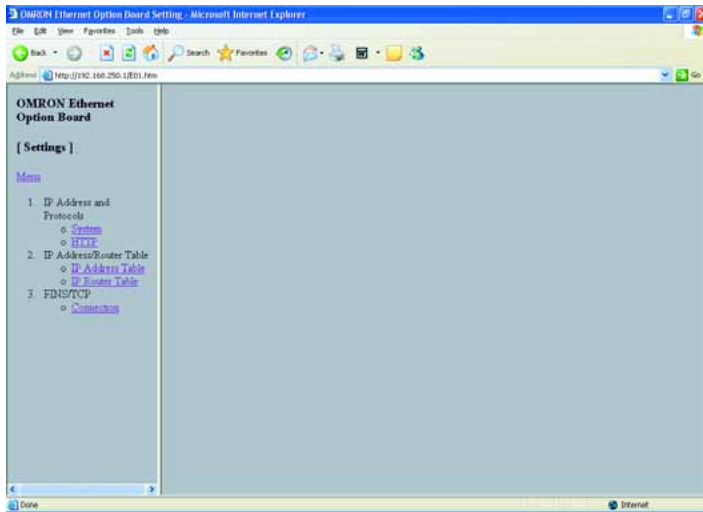 OMRON Ethernet Option Board Setting - Microsoft Internet Explorer
File Edit View Favorites Tools Help
Back Search Favorites
Address http://192.168.250.1/E01.htm Go
OMRON Ethernet
Option Board
[ Settings ]
Menu
1. IP Address and
Protocols
o System
o HTTP
2. IP Address/Router Table
o IP Address Table
o IP Router Table
3. FINS/TCP
o Connection
Done Internet